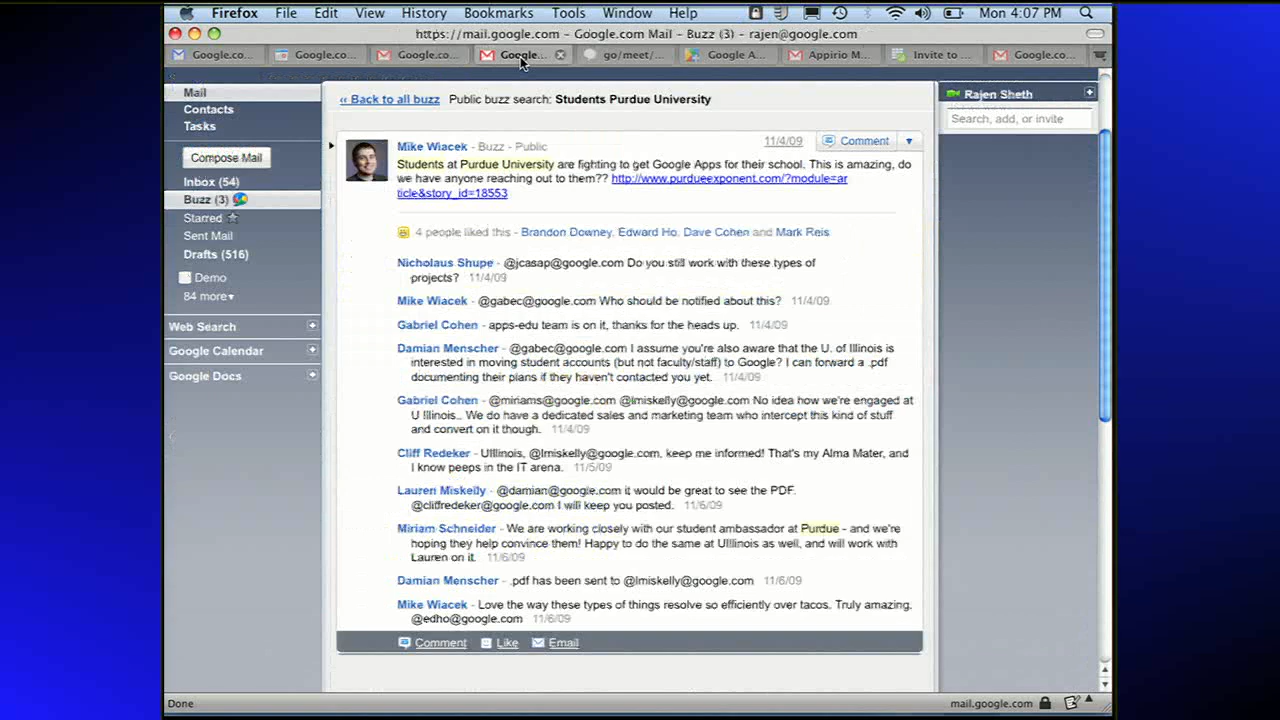 Firefox File Edit View History Bookmarks Tools Window Help Mon 4:07 PM
https://mail.google.com – Google.com Mail – Buzz (3) – rajen@google.com
Google.co... Google.co... Google.co... Google... go/meet/... Google A... Appirio M... Invite to Google.co...
Mail
Contacts
Tasks
Compose Mail
Inbox (54)
Buzz (3)
Starred
Sent Mail
Drafts (516)
Demo
84 more▾
Web Search
Google Calendar
Google Docs
‹‹ Back to all buzz Public buzz search: Students Purdue University
Mike Wiacek - Buzz - Public 11/4/09 Comment
Students at Purdue University are fighting to get Google Apps for their school. This is amazing, do
we have anyone reaching out to them?? http://www.purdueexponent.com/?module=ar
ticle&story_id=18553
4 people liked this - Brandon Downey, Edward Ho, Dave Cohen and Mark Reis
Nicholaus Shupe - @jcasap@google.com Do you still work with these types of
projects? 11/4/09
Mike Wiacek - @gabec@google.com Who should be notified about this? 11/4/09
Gabriel Cohen - apps-edu team is on it, thanks for the heads up. 11/4/09
Damian Menscher - @gabec@google.com I assume you're also aware that the U. of Illinois is
interested in moving student accounts (but not faculty/staff) to Google? I can forward a .pdf
documenting their plans if they haven't contacted you yet. 11/4/09
Gabriel Cohen - @miriams@google.com @lmiskelly@google.com No idea how we're engaged at
U Illinois... We do have a dedicated sales and marketing team who intercept this kind of stuff
and convert on it though. 11/4/09
Cliff Redeker - UIllinois, @lmiskelly@google.com, keep me informed! That's my Alma Mater, and
I know peeps in the IT arena. 11/5/09
Lauren Miskelly - @damian@google.com it would be great to see the PDF.
@cliffredeker@google.com I will keep you posted. 11/6/09
Miriam Schneider - We are working closely with our student ambassador at Purdue - and we're
hoping they help convince them! Happy to do the same at UIllinois as well, and will work with
Lauren on it. 11/6/09
Damian Menscher - .pdf has been sent to @lmiskelly@google.com 11/6/09
Mike Wiacek - Love the way these types of things resolve so efficiently over tacos. Truly amazing.
@edho@google.com 11/6/09
Comment Like Email
Rajen Sheth
Search, add, or invite
Done mail.google.com